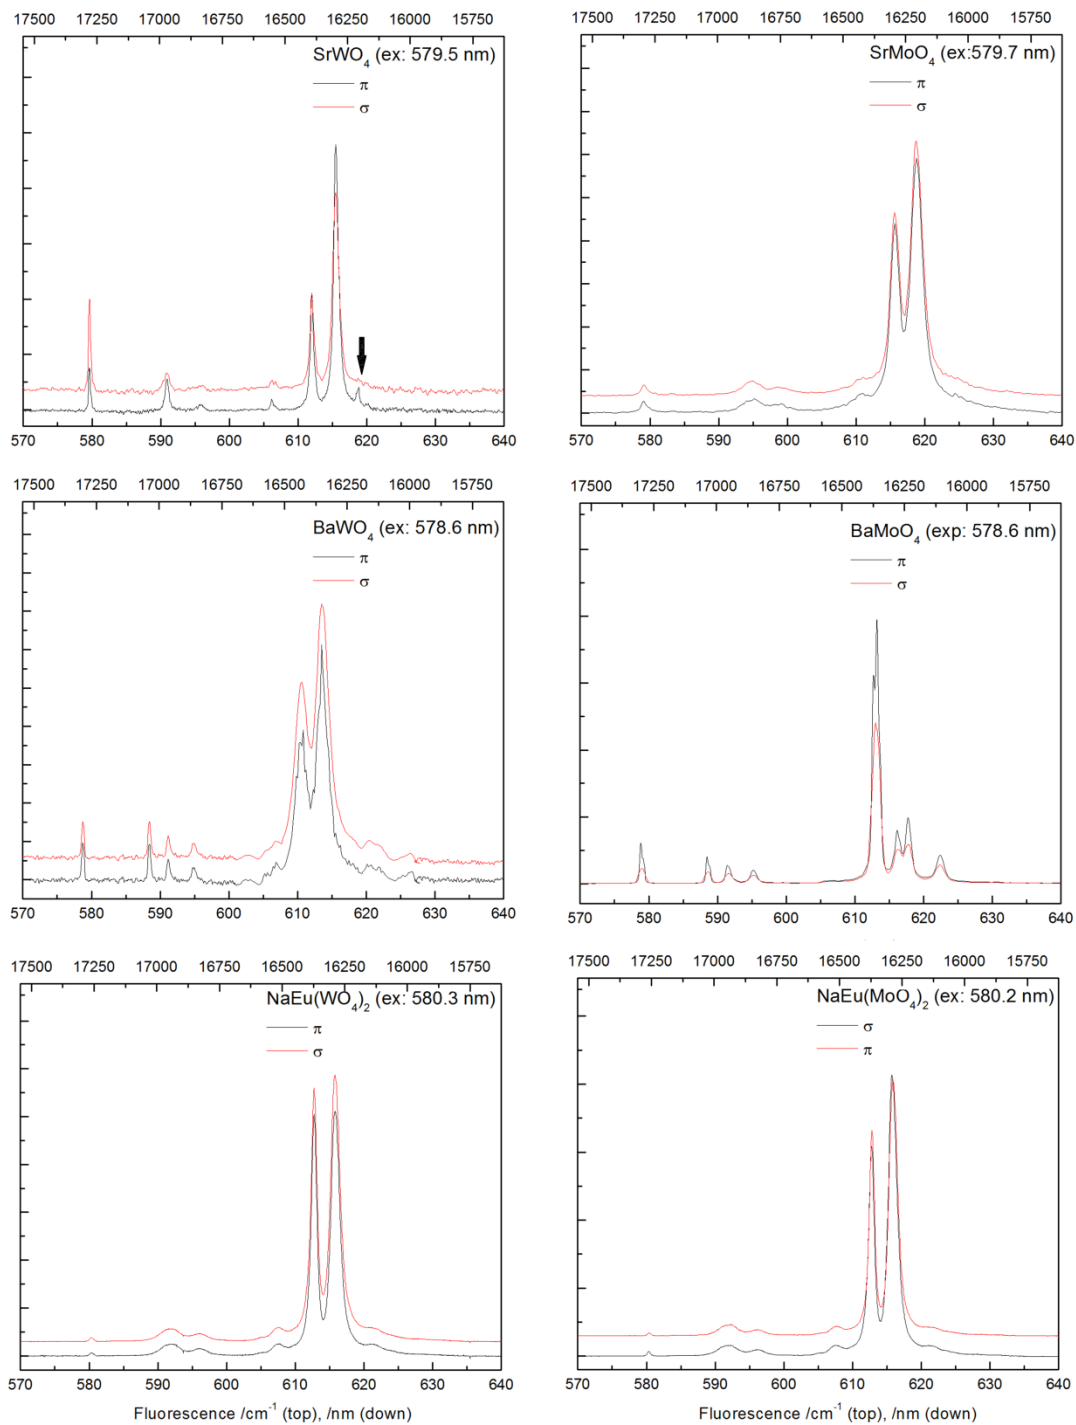 17500 17250 17000 16750 16500 16250 16000 15750
SrWO₄ (ex: 579.5 nm)
π
σ
570 580 590 600 610 620 630 640
17500 17250 17000 16750 16500 16250 16000 15750
SrMoO₄ (ex:579.7 nm)
π
σ
570 580 590 600 610 620 630 640
17500 17250 17000 16750 16500 16250 16000 15750
BaWO₄ (ex: 578.6 nm)
π
σ
570 580 590 600 610 620 630 640
17500 17250 17000 16750 16500 16250 16000 15750
BaMoO₄ (exp: 578.6 nm)
π
σ
570 580 590 600 610 620 630 640
17500 17250 17000 16750 16500 16250 16000 15750
NaEu(WO₄)₂ (ex: 580.3 nm)
π
σ
570 580 590 600 610 620 630 640
Fluorescence /cm⁻¹ (top), /nm (down)
17500 17250 17000 16750 16500 16250 16000 15750
NaEu(MoO₄)₂ (ex: 580.2 nm)
σ
π
570 580 590 600 610 620 630 640
Fluorescence /cm⁻¹ (top), /nm (down)